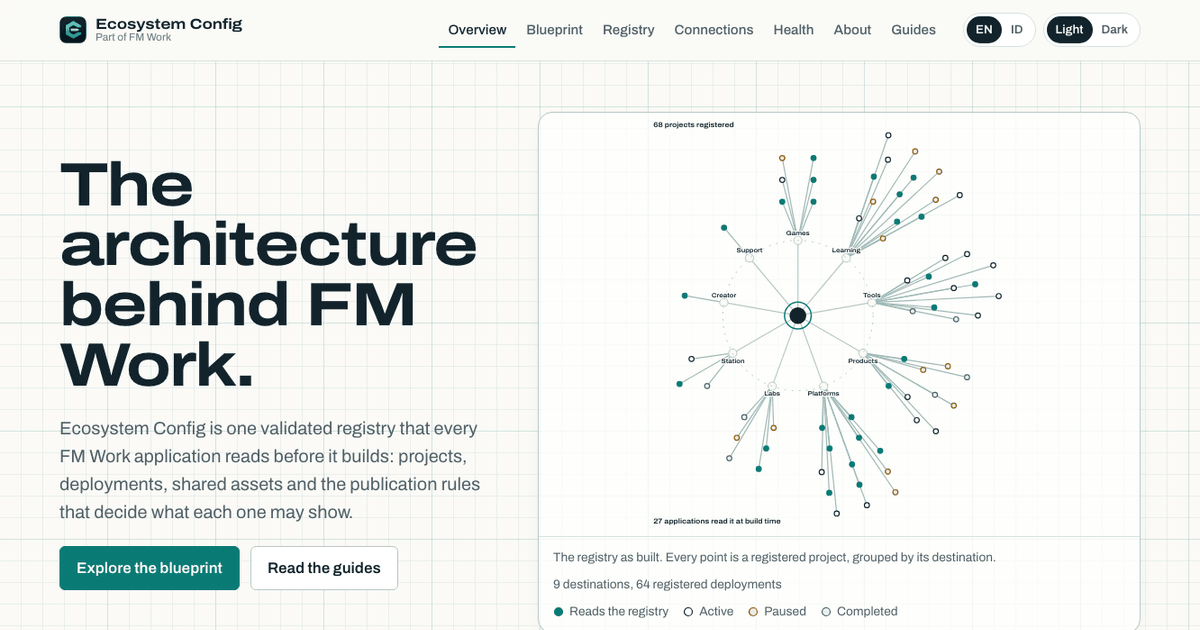 Ecosystem Config
Part of FM Work
Overview
Blueprint
Registry
Connections
Health
About
Guides
EN
ID
Light
Dark
The
architecture
behind FM
Work.
Ecosystem Config is one validated registry that every
FM Work application reads before it builds: projects,
deployments, shared assets and the publication rules
that decide what each one may show.
Explore the blueprint
Read the guides
68 projects registered
Games
Learning
Support
Creator
Tools
Station
Products
Labs
Platforms
27 applications read it at build time
The registry as built. Every point is a registered project, grouped by its destination.
9 destinations, 64 registered deployments
Reads the registry
Active
Paused
Completed